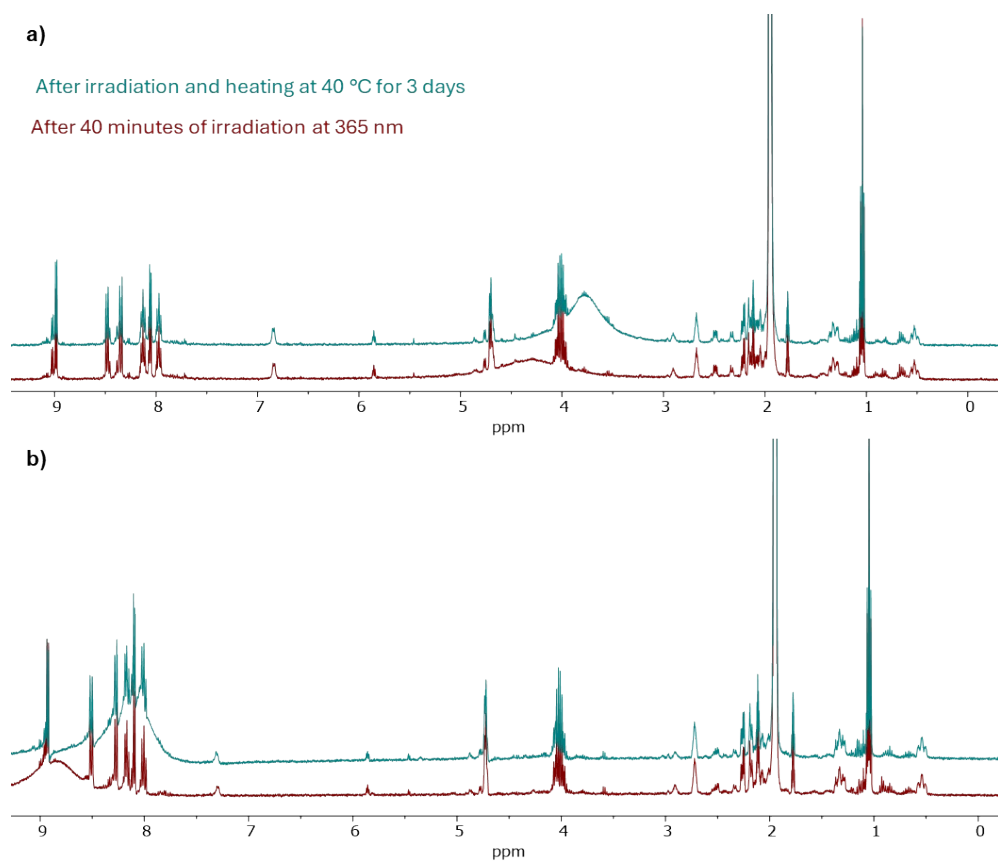 a)
After irradiation and heating at 40 °C for 3 days
After 40 minutes of irradiation at 365 nm
9 8 7 6 5 4 3 2 1 0
ppm
b)
9 8 7 6 5 4 3 2 1 0
ppm